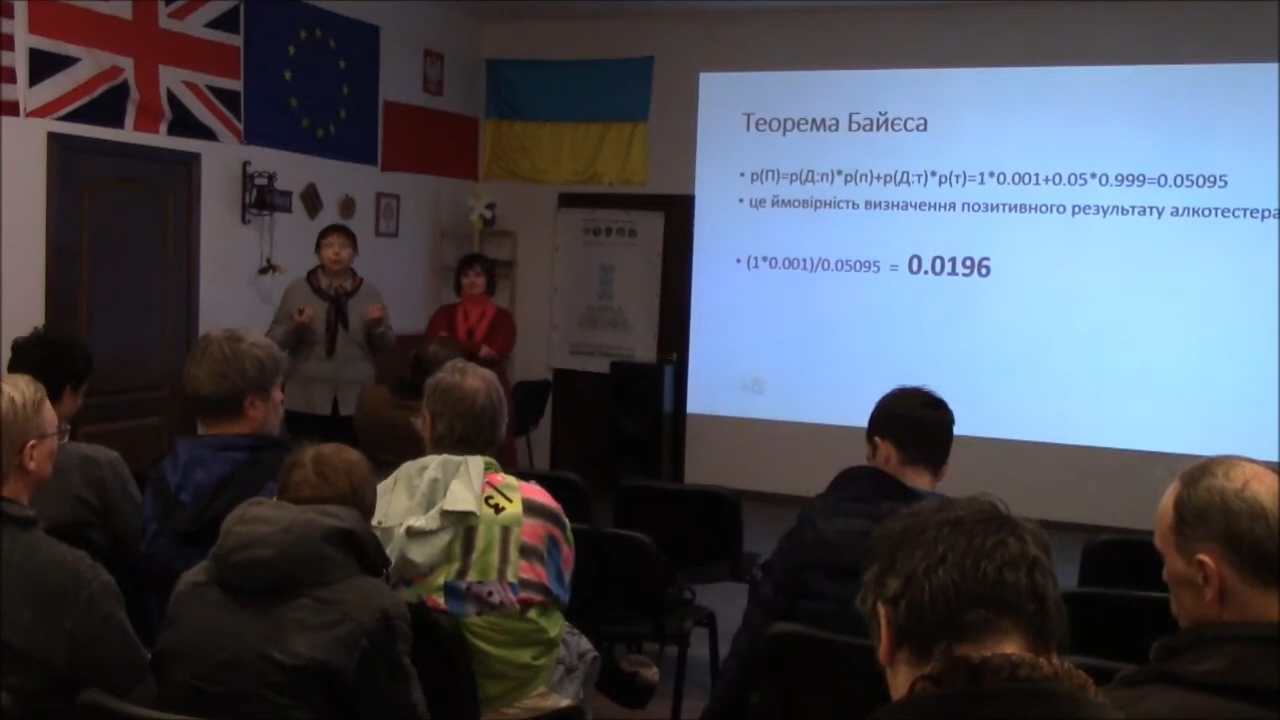 Теорема Байєса
• р(П)=р(Д:п)*р(п)+р(Д:т)*р(т)=1*0.001+0.05*0.999=0.05095
• це ймовірність визначення позитивного результату алкотестера
• (1*0.001)/0.05095 = 0.0196
3